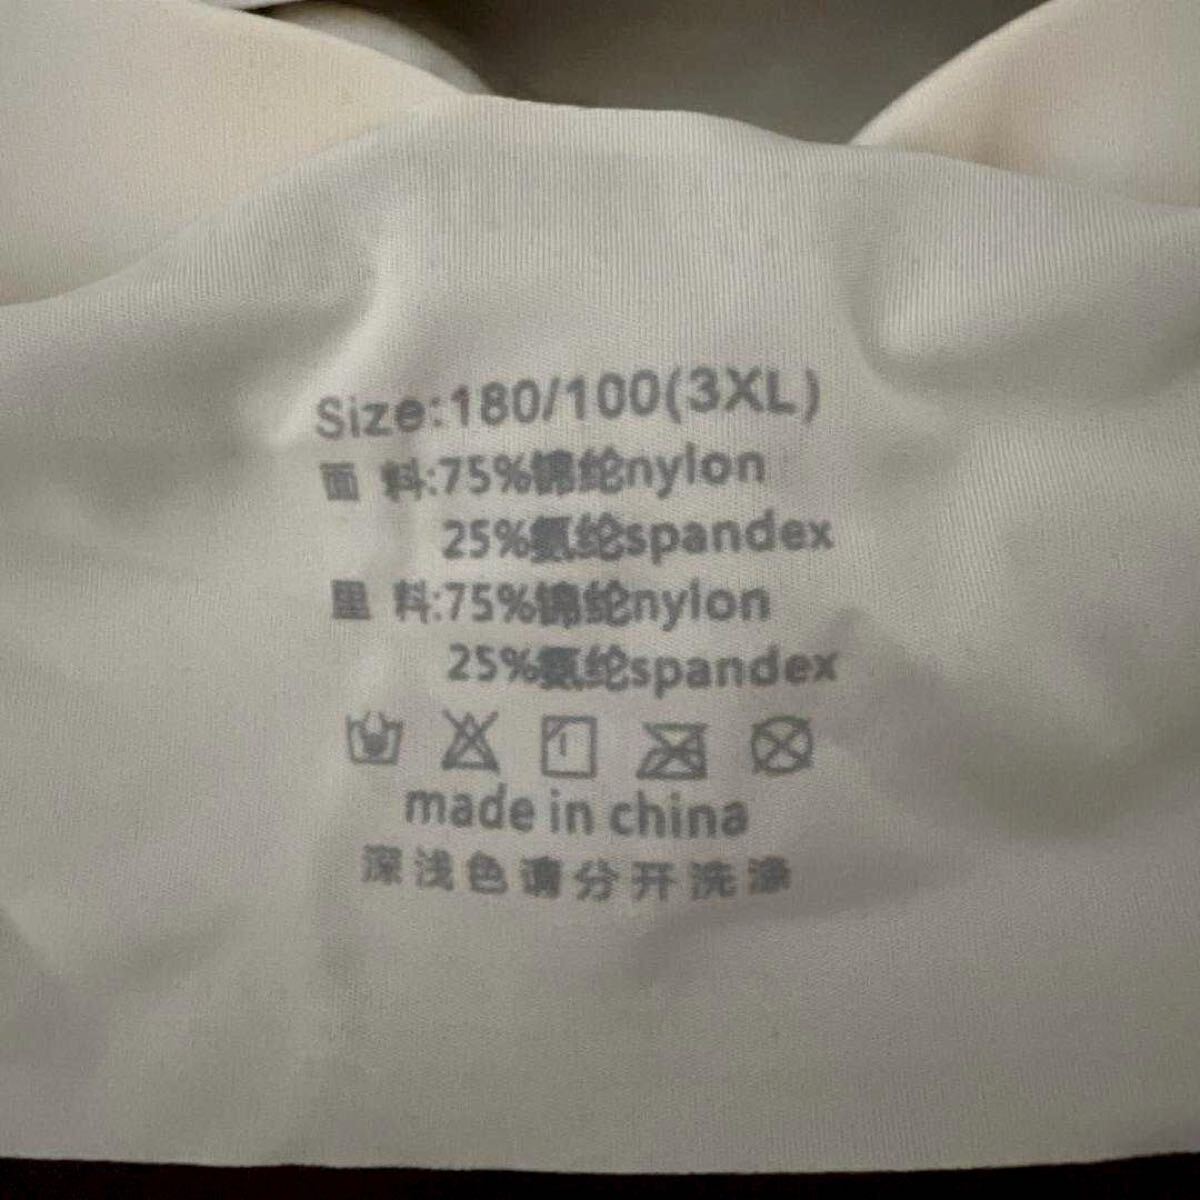 Size:180/100(3XL)
面 料:75%锦纶nylon
25%氨纶spandex
里 料:75%锦纶nylon
25%氨纶spandex
made in china
深浅色请分开洗涤